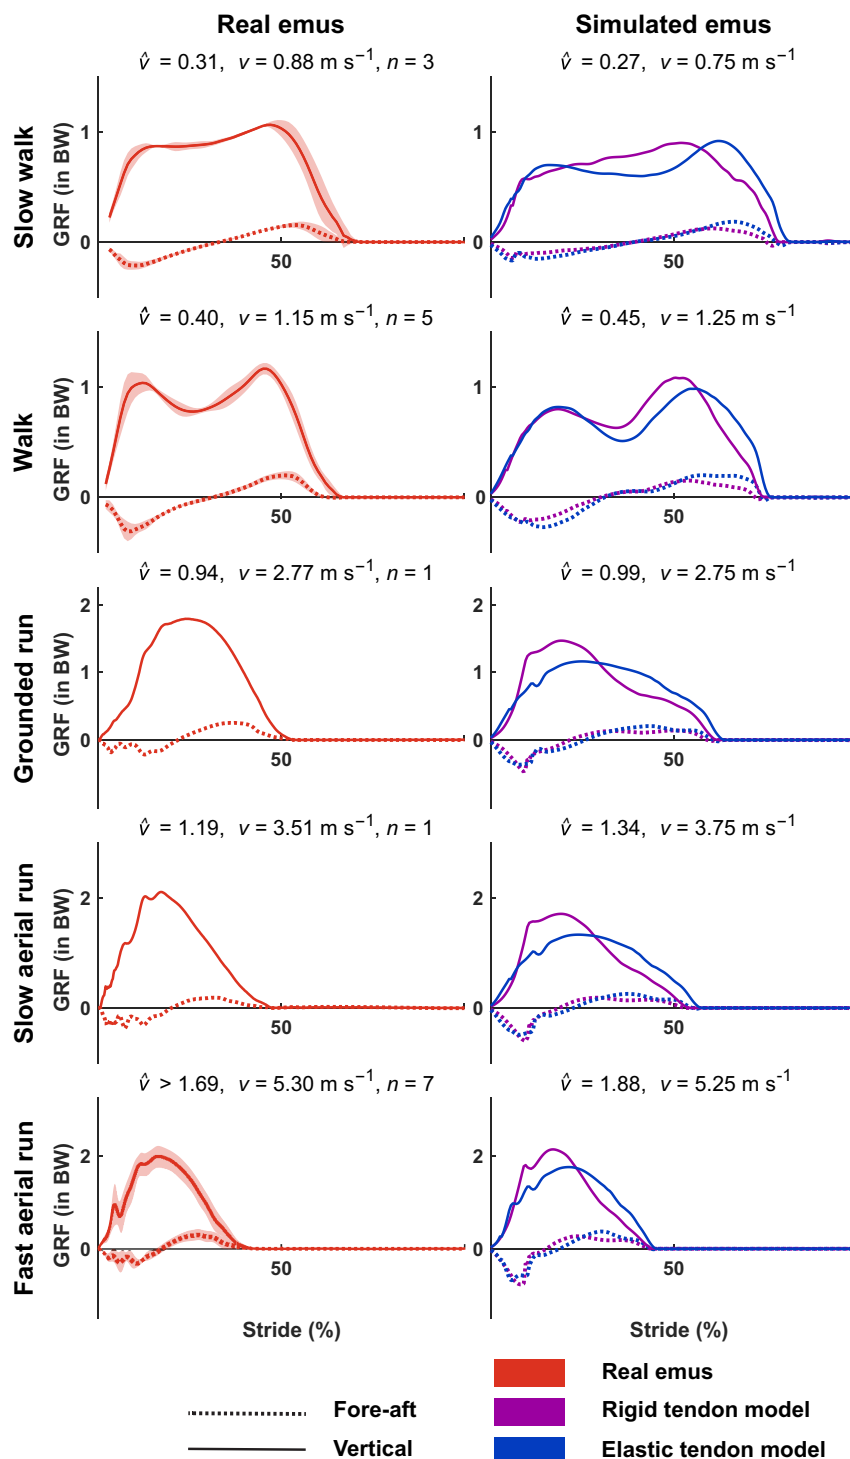 Real emus
Simulated emus
Slow walk
v̂ = 0.31, v = 0.88 m s⁻¹, n = 3
v̂ = 0.27, v = 0.75 m s⁻¹
GRF (in BW)
1
0
50
1
0
50
Walk
v̂ = 0.40, v = 1.15 m s⁻¹, n = 5
v̂ = 0.45, v = 1.25 m s⁻¹
GRF (in BW)
1
0
50
1
0
50
Grounded run
v̂ = 0.94, v = 2.77 m s⁻¹, n = 1
v̂ = 0.99, v = 2.75 m s⁻¹
GRF (in BW)
2
1
0
50
2
1
0
50
Slow aerial run
v̂ = 1.19, v = 3.51 m s⁻¹, n = 1
v̂ = 1.34, v = 3.75 m s⁻¹
GRF (in BW)
2
0
50
2
0
50
Fast aerial run
v̂ > 1.69, v = 5.30 m s⁻¹, n = 7
v̂ = 1.88, v = 5.25 m s⁻¹
GRF (in BW)
2
0
50
2
0
50
Stride (%)
Stride (%)
Fore-aft
Vertical
Real emus
Rigid tendon model
Elastic tendon model